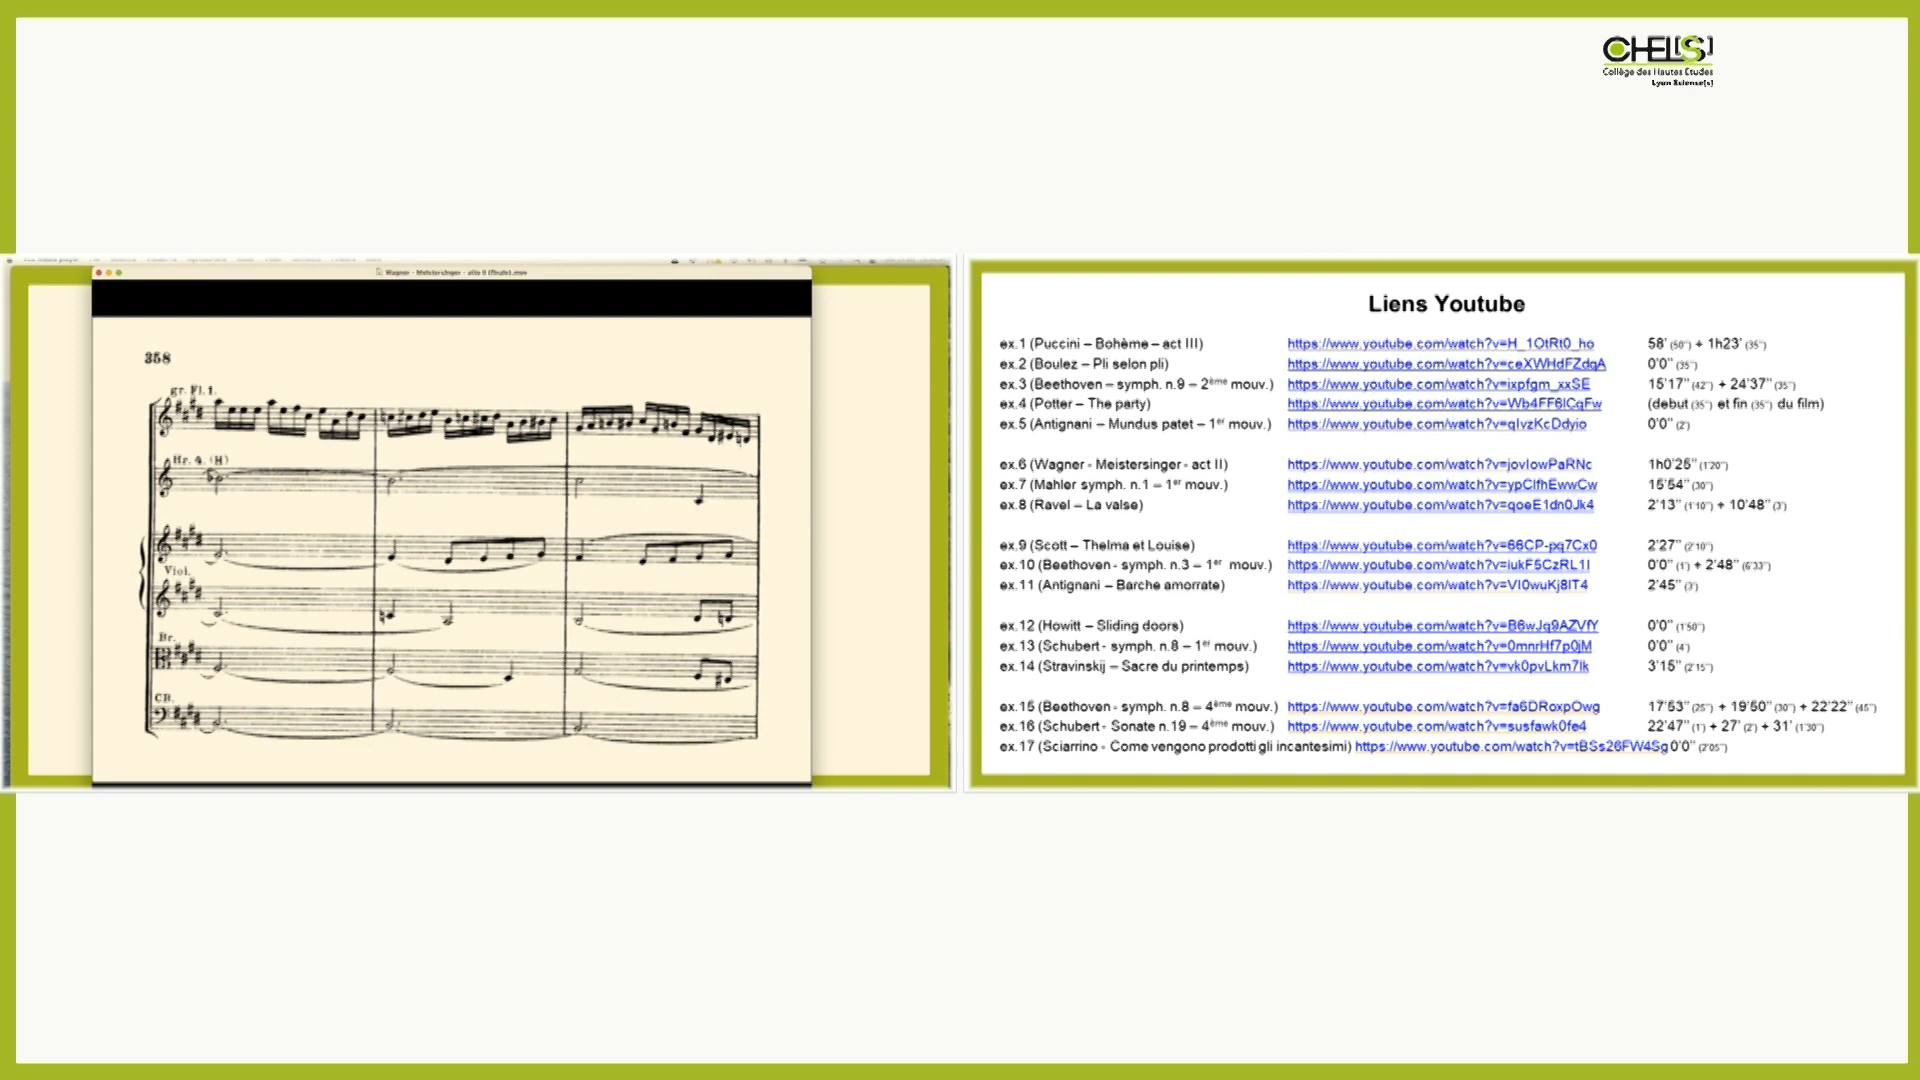 CHEL[S]
Collège des Hautes Études
Lyon Science[s]
Wagner - Meistersinger - atto II (finale).mov
358
gr. Fl. 1.
Hr. 4. (H)
Viol.
Br.
CB.
Liens Youtube
ex.1 (Puccini – Bohème – act III) https://www.youtube.com/watch?v=H_1OtRt0_ho 58' (50'') + 1h23' (35'')
ex.2 (Boulez – Pli selon pli) https://www.youtube.com/watch?v=ceXWHdFZdqA 0'0'' (35'')
ex.3 (Beethoven – symph. n.9 – 2ème mouv.) https://www.youtube.com/watch?v=ixpfgm_xxSE 15'17'' (42'') + 24'37'' (35'')
ex.4 (Potter – The party) https://www.youtube.com/watch?v=Wb4FF6lCqFw (debut (35'') et fin (35'') du film)
ex.5 (Antignani – Mundus patet – 1er mouv.) https://www.youtube.com/watch?v=qIvzKcDdyio 0'0'' (2')
ex.6 (Wagner - Meistersinger - act II) https://www.youtube.com/watch?v=jovIowPaRNc 1h0'25'' (1'20'')
ex.7 (Mahler symph. n.1 – 1er mouv.) https://www.youtube.com/watch?v=ypClfhEwwCw 15'54'' (30'')
ex.8 (Ravel – La valse) https://www.youtube.com/watch?v=qoeE1dn0Jk4 2'13'' (1'10'') + 10'48'' (3')
ex.9 (Scott – Thelma et Louise) https://www.youtube.com/watch?v=66CP-pq7Cx0 2'27'' (2'10'')
ex.10 (Beethoven - symph. n.3 – 1er mouv.) https://www.youtube.com/watch?v=iukF5CzRL1I 0'0'' (1') + 2'48'' (6'33'')
ex.11 (Antignani – Barche amorrate) https://www.youtube.com/watch?v=VI0wuKj8IT4 2'45'' (3')
ex.12 (Howitt – Sliding doors) https://www.youtube.com/watch?v=B6wJq9AZVfY 0'0'' (1'50'')
ex.13 (Schubert - symph. n.8 – 1er mouv.) https://www.youtube.com/watch?v=0mnrHf7p0jM 0'0'' (4')
ex.14 (Stravinskij – Sacre du printemps) https://www.youtube.com/watch?v=vk0pvLkm7lk 3'15'' (2'15'')
ex.15 (Beethoven - symph. n.8 – 4ème mouv.) https://www.youtube.com/watch?v=fa6DRoxpOwg 17'53'' (25'') + 19'50'' (30'') + 22'22'' (45'')
ex.16 (Schubert - Sonate n.19 – 4ème mouv.) https://www.youtube.com/watch?v=susfawk0fe4 22'47'' (1') + 27' (2') + 31' (1'30'')
ex.17 (Sciarrino - Come vengono prodotti gli incantesimi) https://www.youtube.com/watch?v=tBSs26FW4Sg 0'0'' (2'05'')